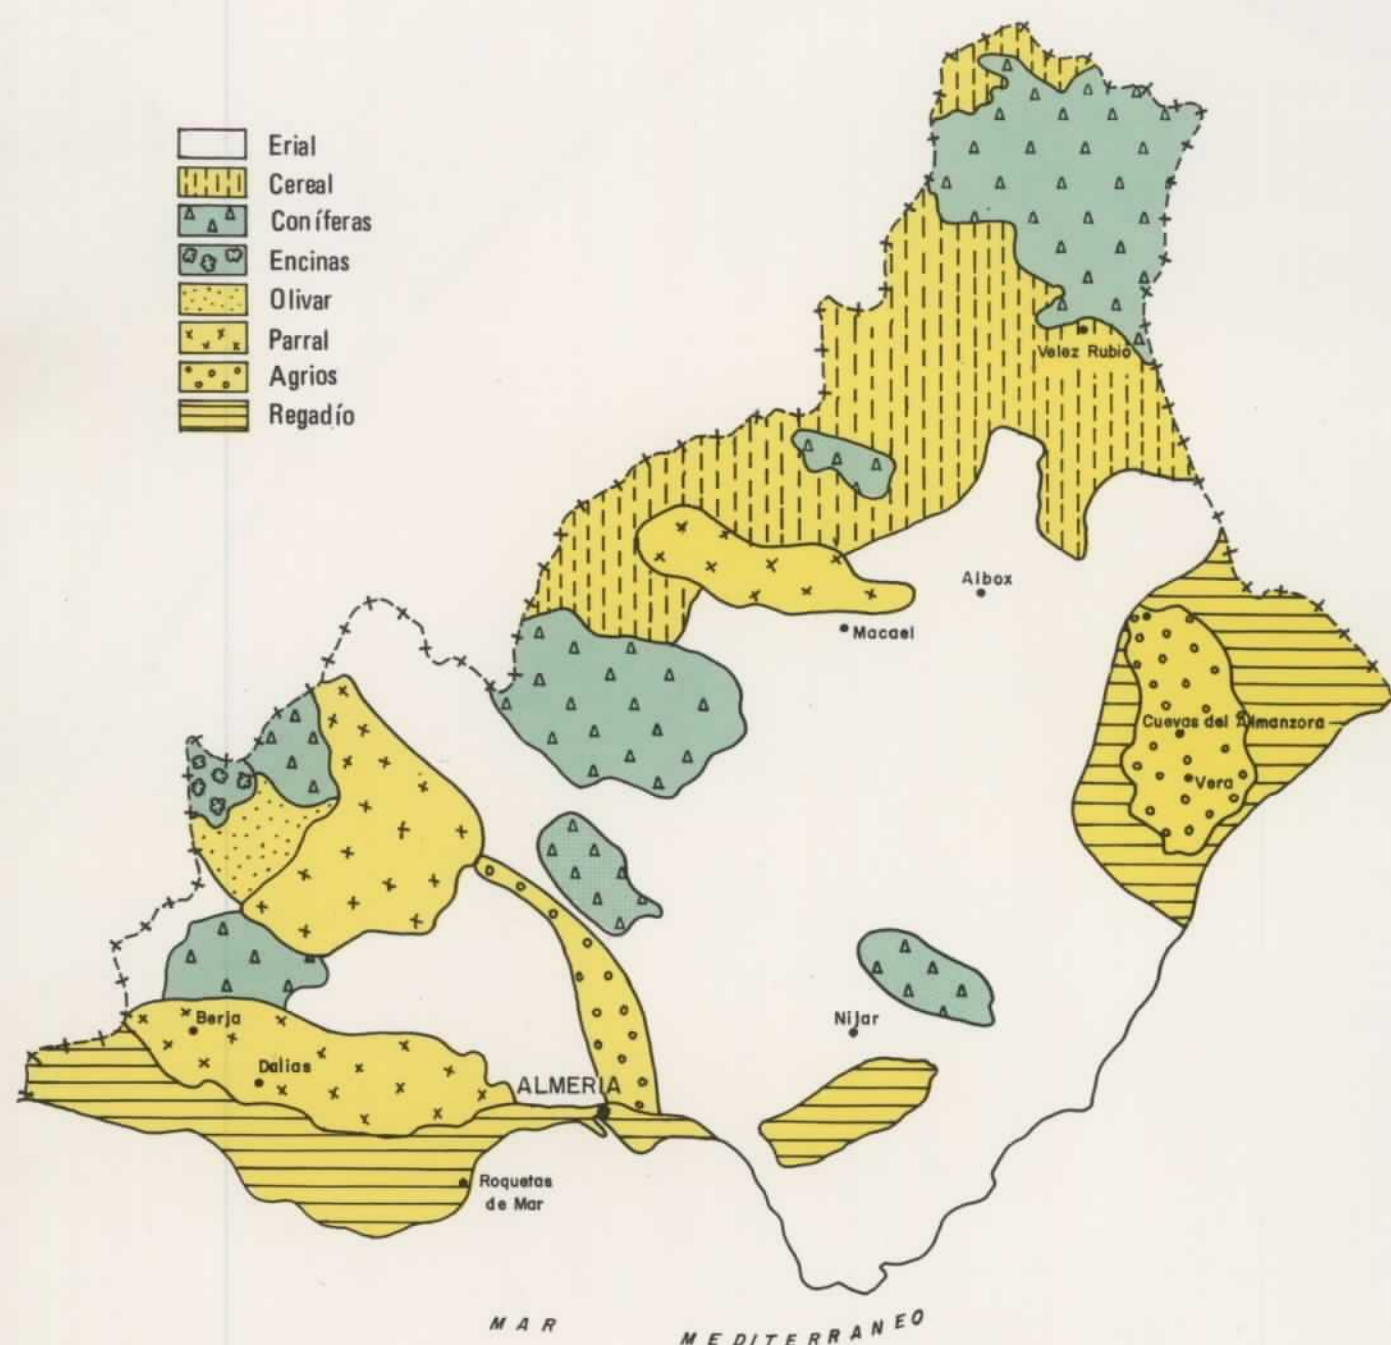 Erial
Cereal
Coníferas
Encinas
Olivar
Parral
Agrios
Regadío
Velez Rubio
Albox
Macael
Cuevas del Almanzora
Vera
Berja
Dalias
Nijar
ALMERIA
Roquetas
de Mar
MAR MEDITERRANEO